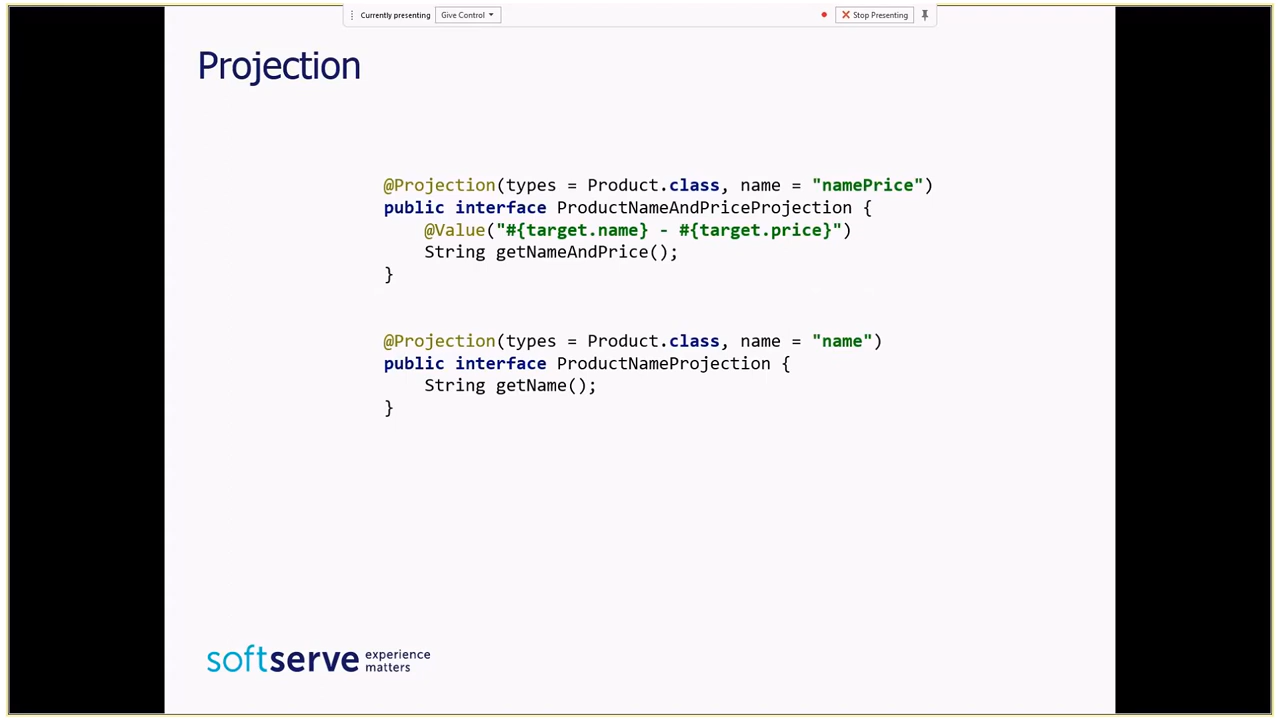 Currently presenting Give Control Stop Presenting
Projection
@Projection(types = Product.class, name = "namePrice")
public interface ProductNameAndPriceProjection {
    @Value("#{target.name} - #{target.price}")
    String getNameAndPrice();
}
@Projection(types = Product.class, name = "name")
public interface ProductNameProjection {
    String getName();
}
softserve experience
matters